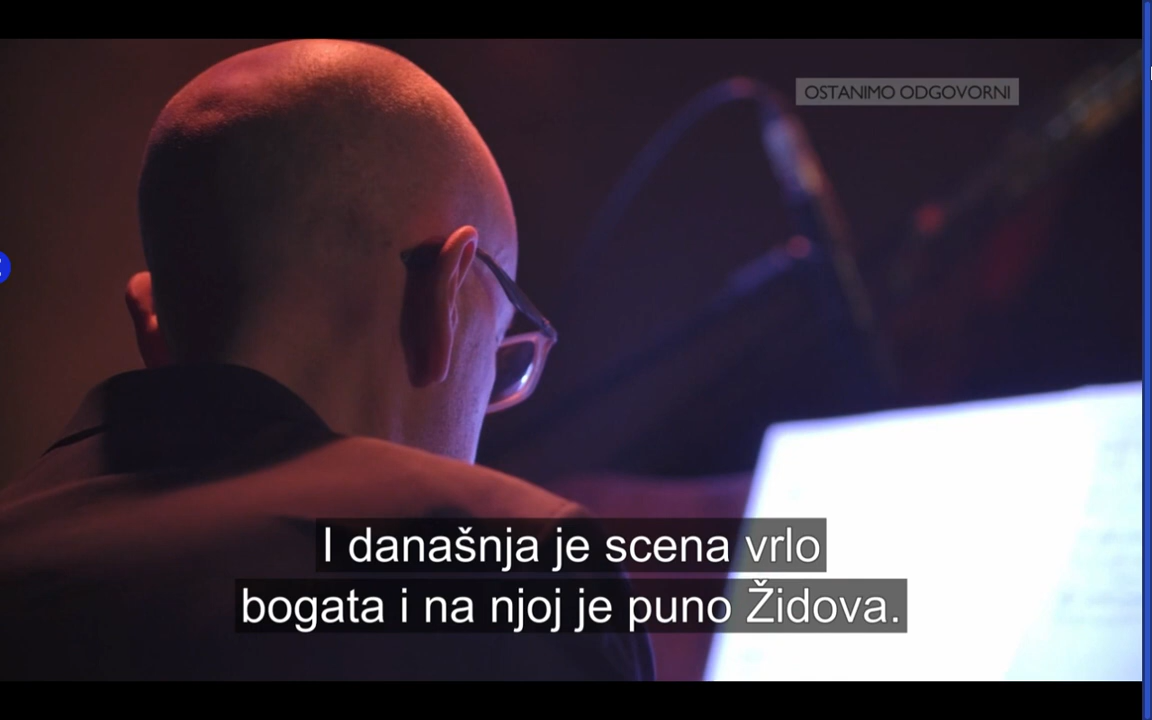 OSTANIMO ODGOVORNI
I današnja je scena vrlo
bogata i na njoj je puno Židova.